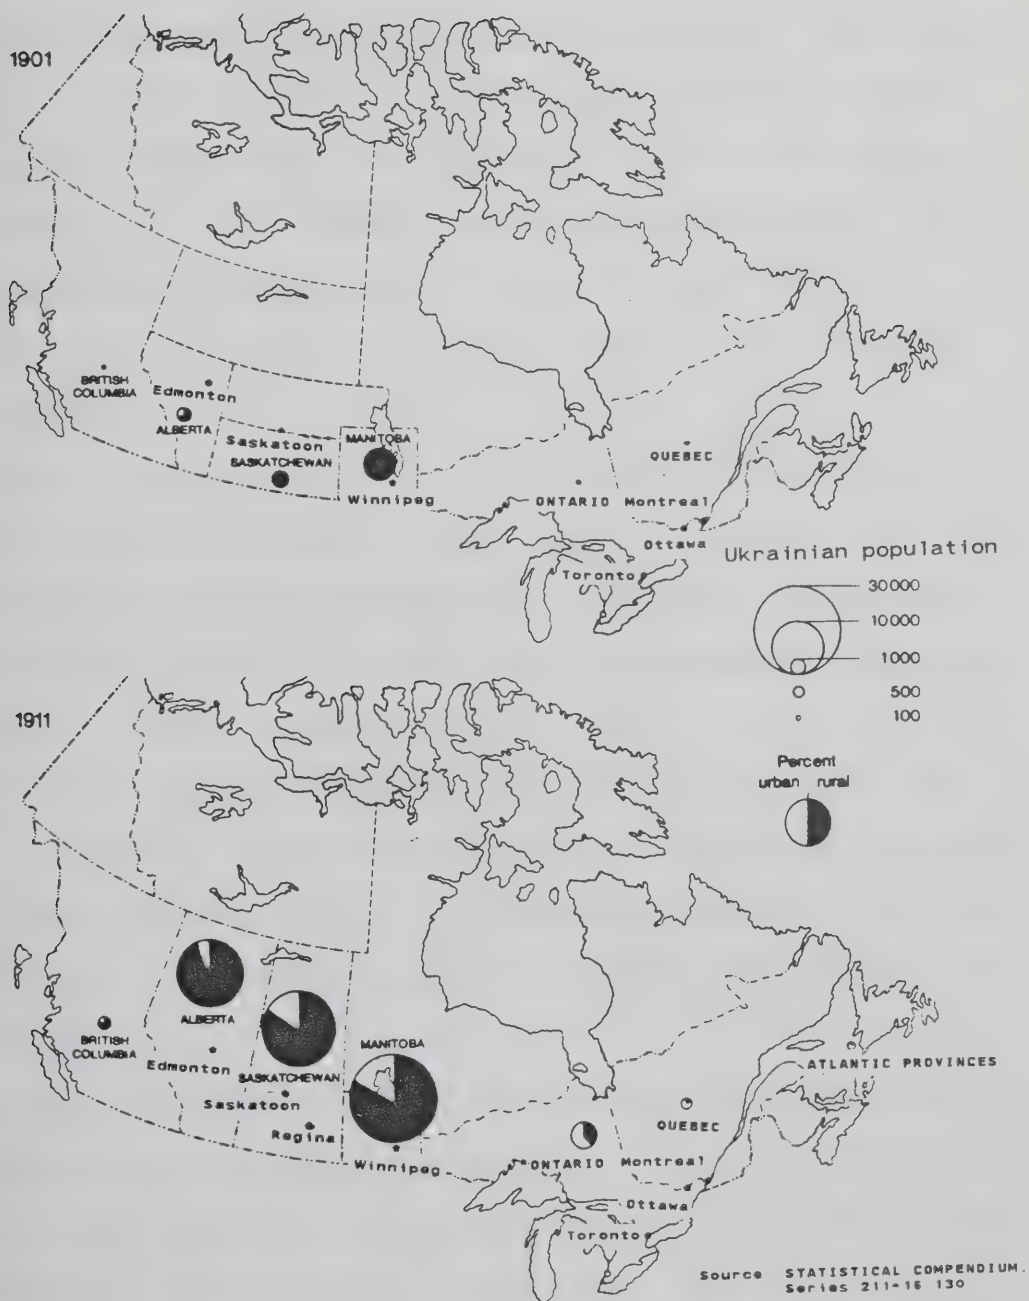 1901
BRITISH
COLUMBIA
Edmonton
ALBERTA
Saskatoon
SASKATCHEWAN
MANITOBA
Winnipeg
QUEBEC
ONTARIO Montreal
Ottawa
Toronto
Ukrainian population
30000
10000
1000
500
100
Percent
urban rural
1911
ALBERTA
BRITISH
COLUMBIA
Edmonton
SASKATCHEWAN
MANITOBA
Saskatoon
Regina
Winnipeg
ATLANTIC PROVINCES
QUEBEC
ONTARIO Montreal
Ottawa
Toronto
Source STATISTICAL COMPENDIUM.
Series 211-16 130